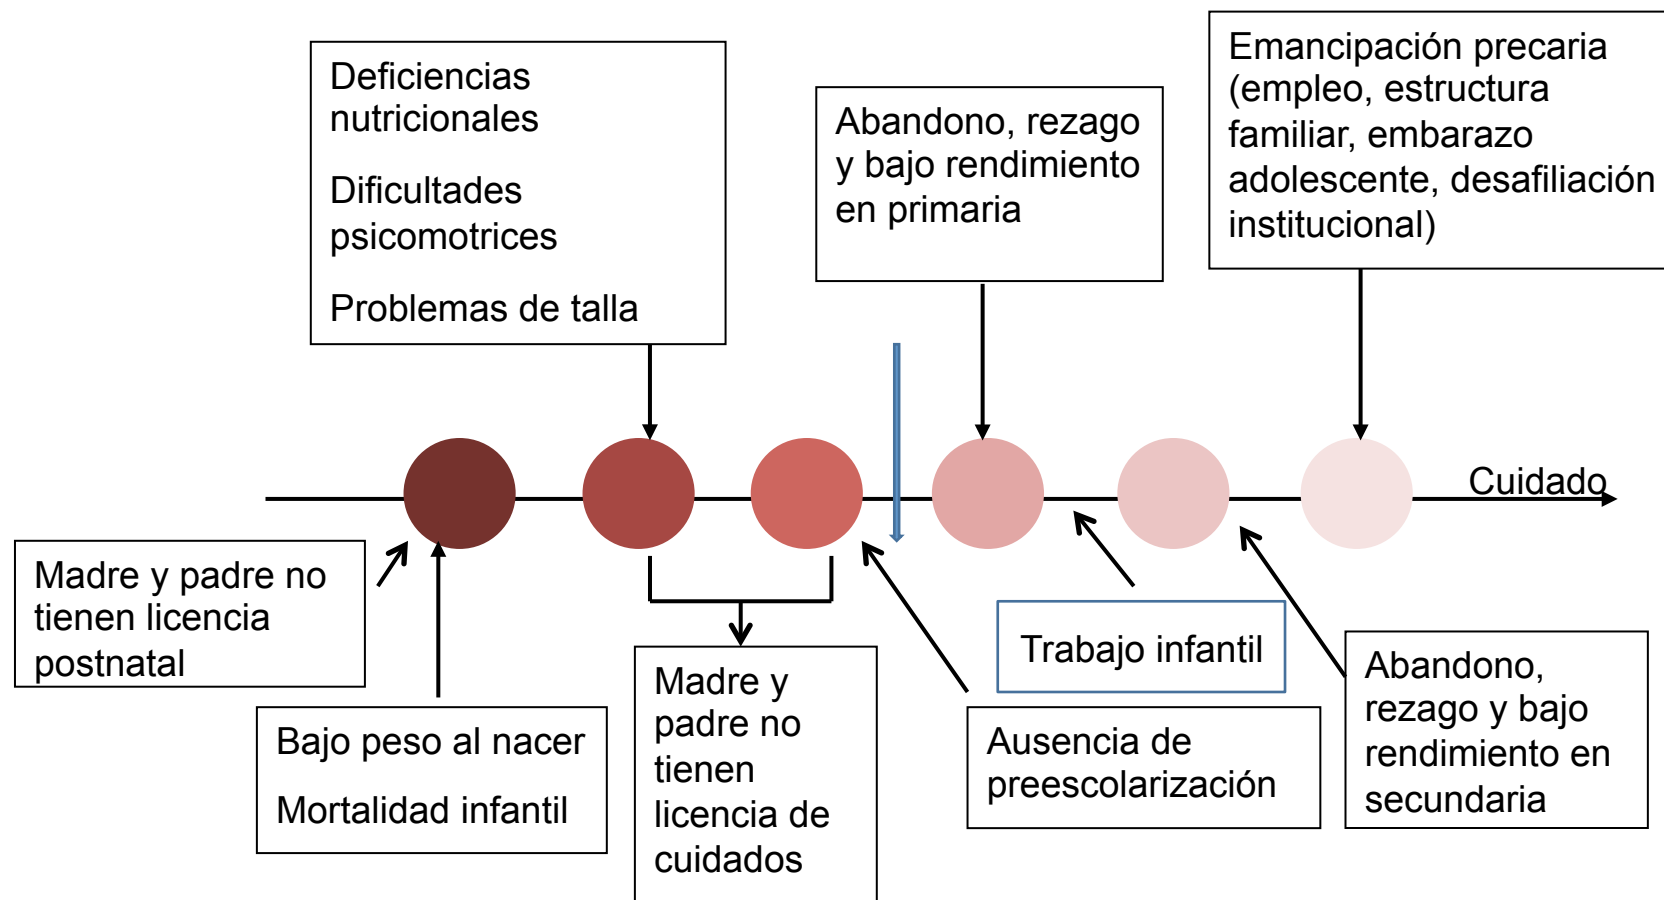 Deficiencias
nutricionales
Dificultades
psicomotrices
Problemas de talla
Abandono, rezago
y bajo rendimiento
en primaria
Emancipación precaria
(empleo, estructura
familiar, embarazo
adolescente, desafiliación
institucional)
Cuidado
Madre y padre no
tienen licencia
postnatal
Bajo peso al nacer
Mortalidad infantil
Madre y
padre no
tienen
licencia de
cuidados
Trabajo infantil
Ausencia de
preescolarización
Abandono,
rezago y bajo
rendimiento en
secundaria